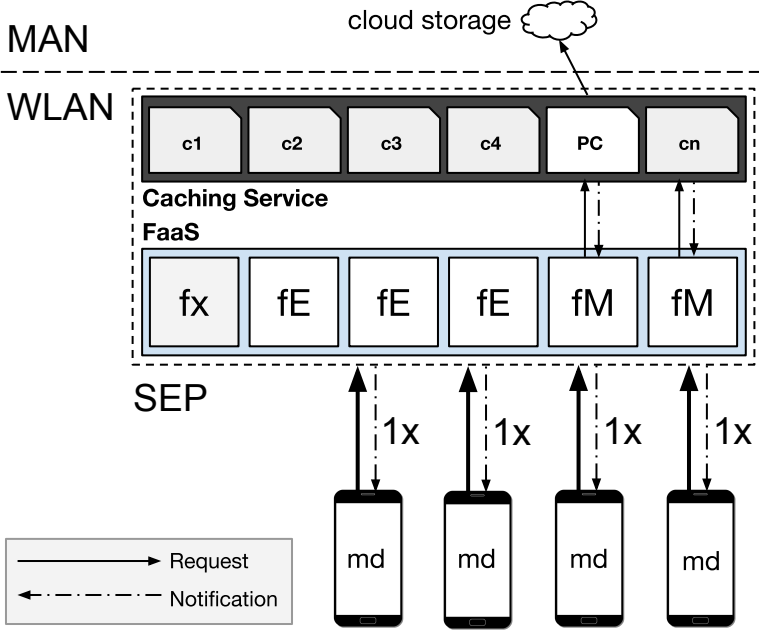 cloud storage
MAN
WLAN
c1 c2 c3 c4 PC cn
Caching Service
FaaS
fx fE fE fE fM fM
SEP
1x 1x 1x 1x
md md md md
Request
Notification